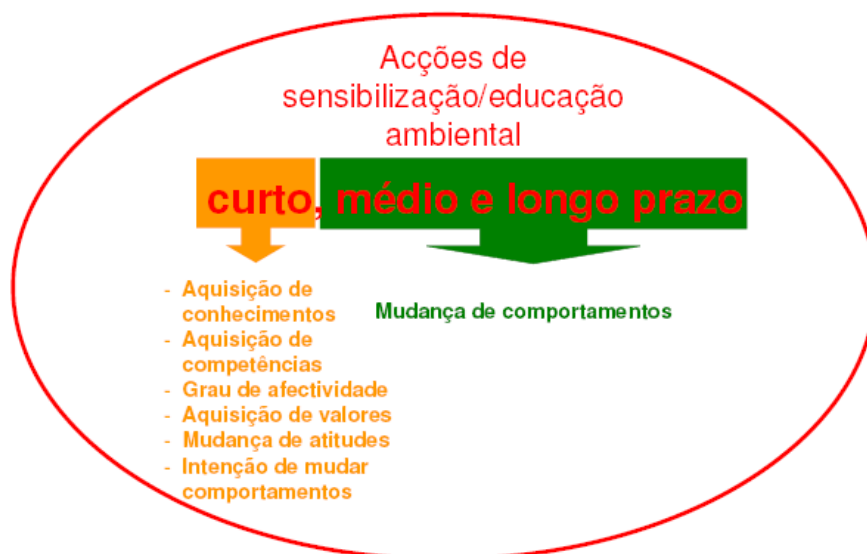 Acções de
sensibilização/educação
ambiental
curto, médio e longo prazo
- Aquisição de
conhecimentos
- Aquisição de
competências
- Grau de afectividade
- Aquisição de valores
- Mudança de atitudes
- Intenção de mudar
comportamentos
Mudança de comportamentos